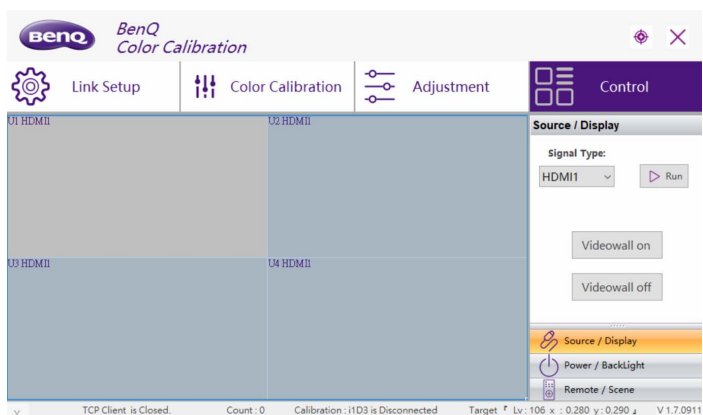 BenQ
BenQ
Color Calibration
Link Setup
Color Calibration
Adjustment
Control
U1 HDMI1
U2 HDMI1
U3 HDMI1
U4 HDMI1
Source / Display
Signal Type:
HDMI1
Run
Videowall on
Videowall off
Source / Display
Power / BackLight
Remote / Scene
v TCP Client is Closed. Count : 0 Calibration : i1D3 is Disconnected Target 「 Lv : 106 x : 0.280 y : 0.290 」 V 1.7.0911